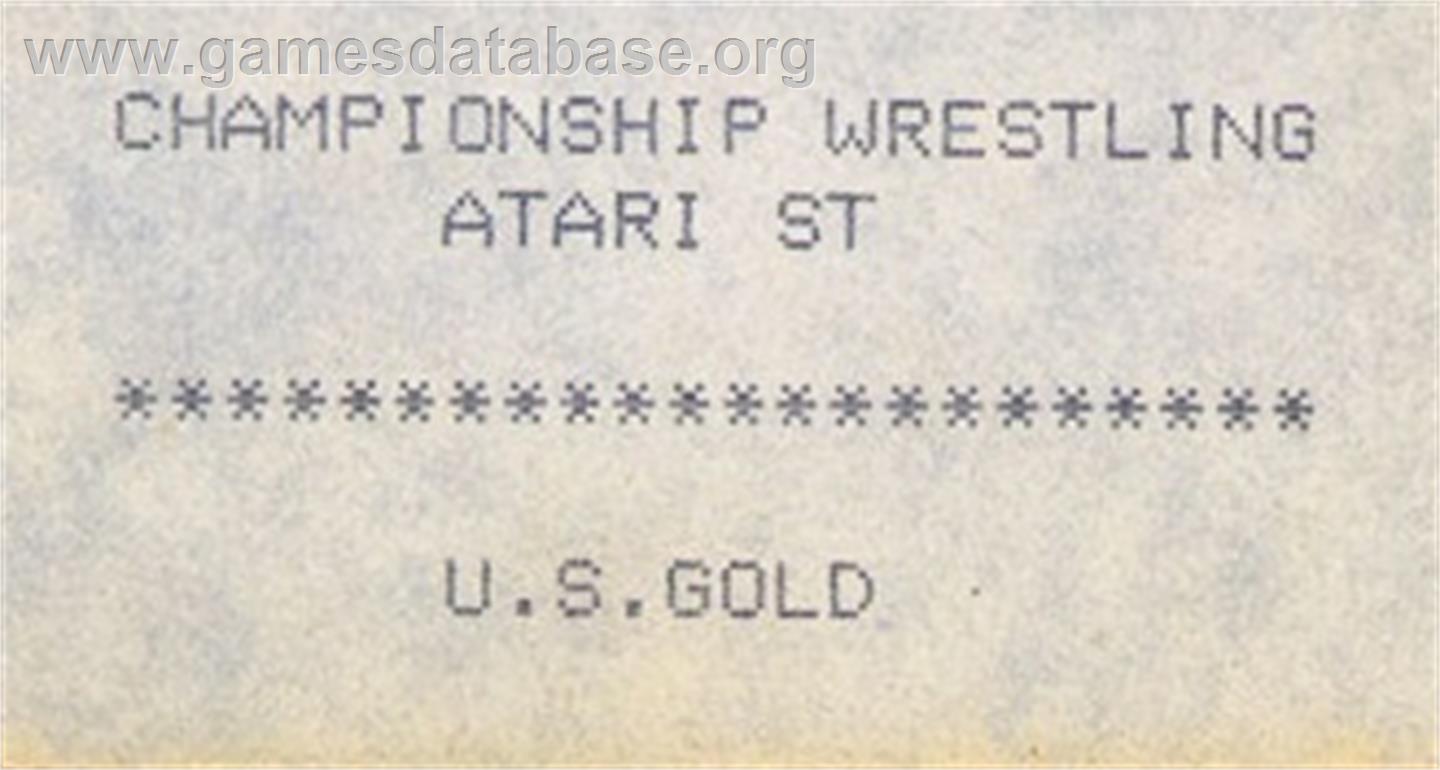 www.gamesdatabase.org
CHAMPIONSHIP WRESTLING
ATARI ST
**********************
U.S.GOLD